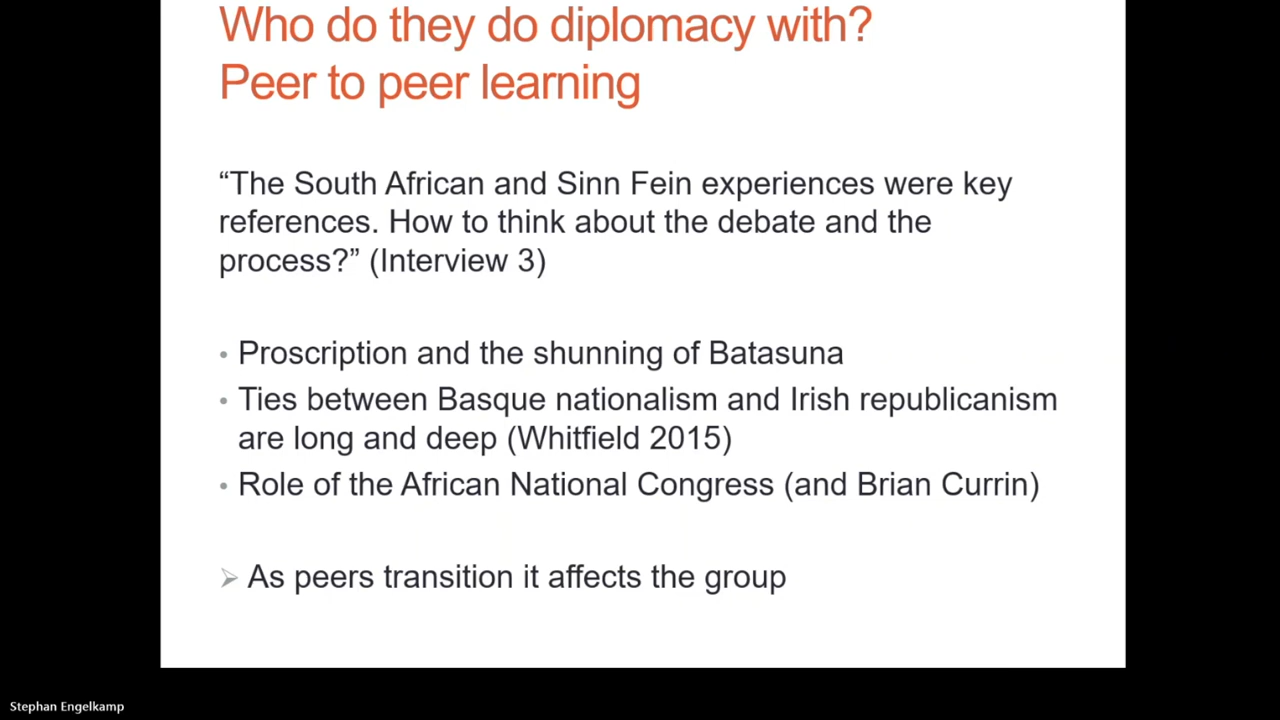 Who do they do diplomacy with?
Peer to peer learning
“The South African and Sinn Fein experiences were key
references. How to think about the debate and the
process?” (Interview 3)
• Proscription and the shunning of Batasuna
• Ties between Basque nationalism and Irish republicanism
are long and deep (Whitfield 2015)
• Role of the African National Congress (and Brian Currin)
➢ As peers transition it affects the group
Stephan Engelkamp